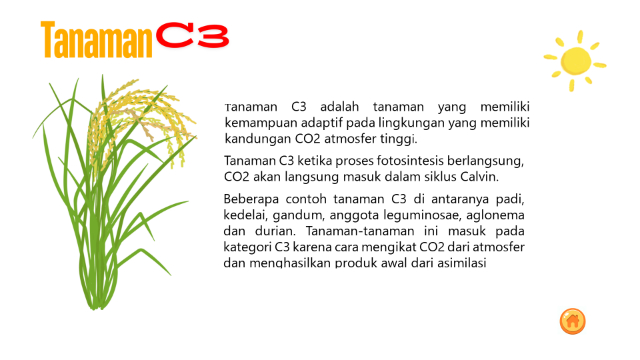 Tanaman C3
Tanaman C3 adalah tanaman yang memiliki
kemampuan adaptif pada lingkungan yang memiliki
kandungan CO2 atmosfer tinggi.
Tanaman C3 ketika proses fotosintesis berlangsung,
CO2 akan langsung masuk dalam siklus Calvin.
Beberapa contoh tanaman C3 di antaranya padi,
kedelai, gandum, anggota leguminosae, aglonema
dan durian. Tanaman-tanaman ini masuk pada
kategori C3 karena cara mengikat CO2 dari atmosfer
dan menghasilkan produk awal dari asimilasi